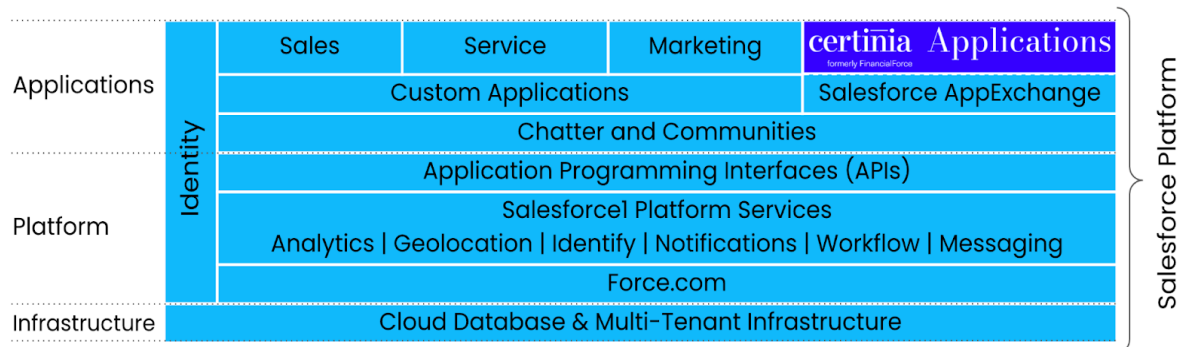 Applications
Identity
Sales
Service
Marketing
certinia Applications
formerly FinancialForce
Custom Applications
Salesforce AppExchange
Chatter and Communities
Platform
Application Programming Interfaces (APIs)
Salesforce1 Platform Services
Analytics | Geolocation | Identify | Notifications | Workflow | Messaging
Force.com
Infrastructure
Cloud Database & Multi-Tenant Infrastructure
Salesforce Platform